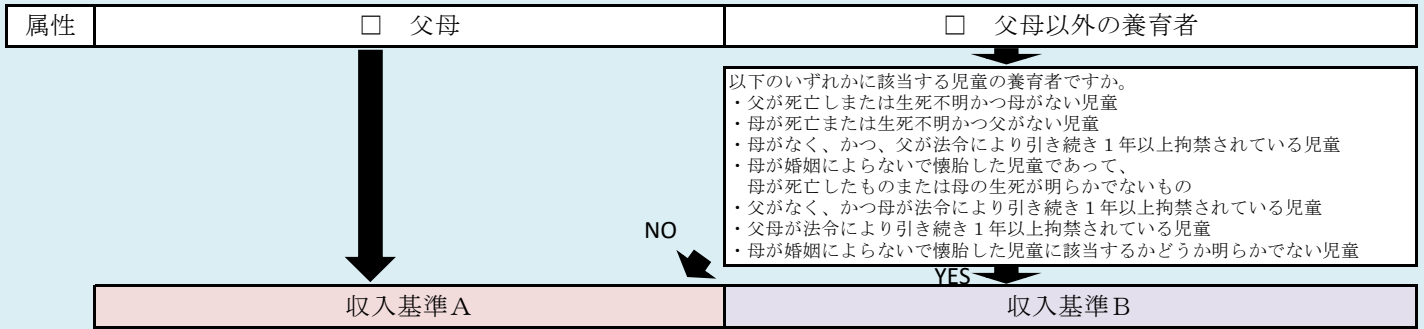 属性 □ 父母 □ 父母以外の養育者
以下のいずれかに該当する児童の養育者ですか。
・父が死亡しまたは生死不明かつ母がない児童
・母が死亡または生死不明かつ父がない児童
・母がなく、かつ、父が法令により引き続き１年以上拘禁されている児童
・母が婚姻によらないで懐胎した児童であって、
母が死亡したものまたは母の生死が明らかでないもの
・父がなく、かつ母が法令により引き続き１年以上拘禁されている児童
・父母が法令により引き続き１年以上拘禁されている児童
・母が婚姻によらないで懐胎した児童に該当するかどうか明らかでない児童
NO
YES
収入基準Ａ 収入基準Ｂ